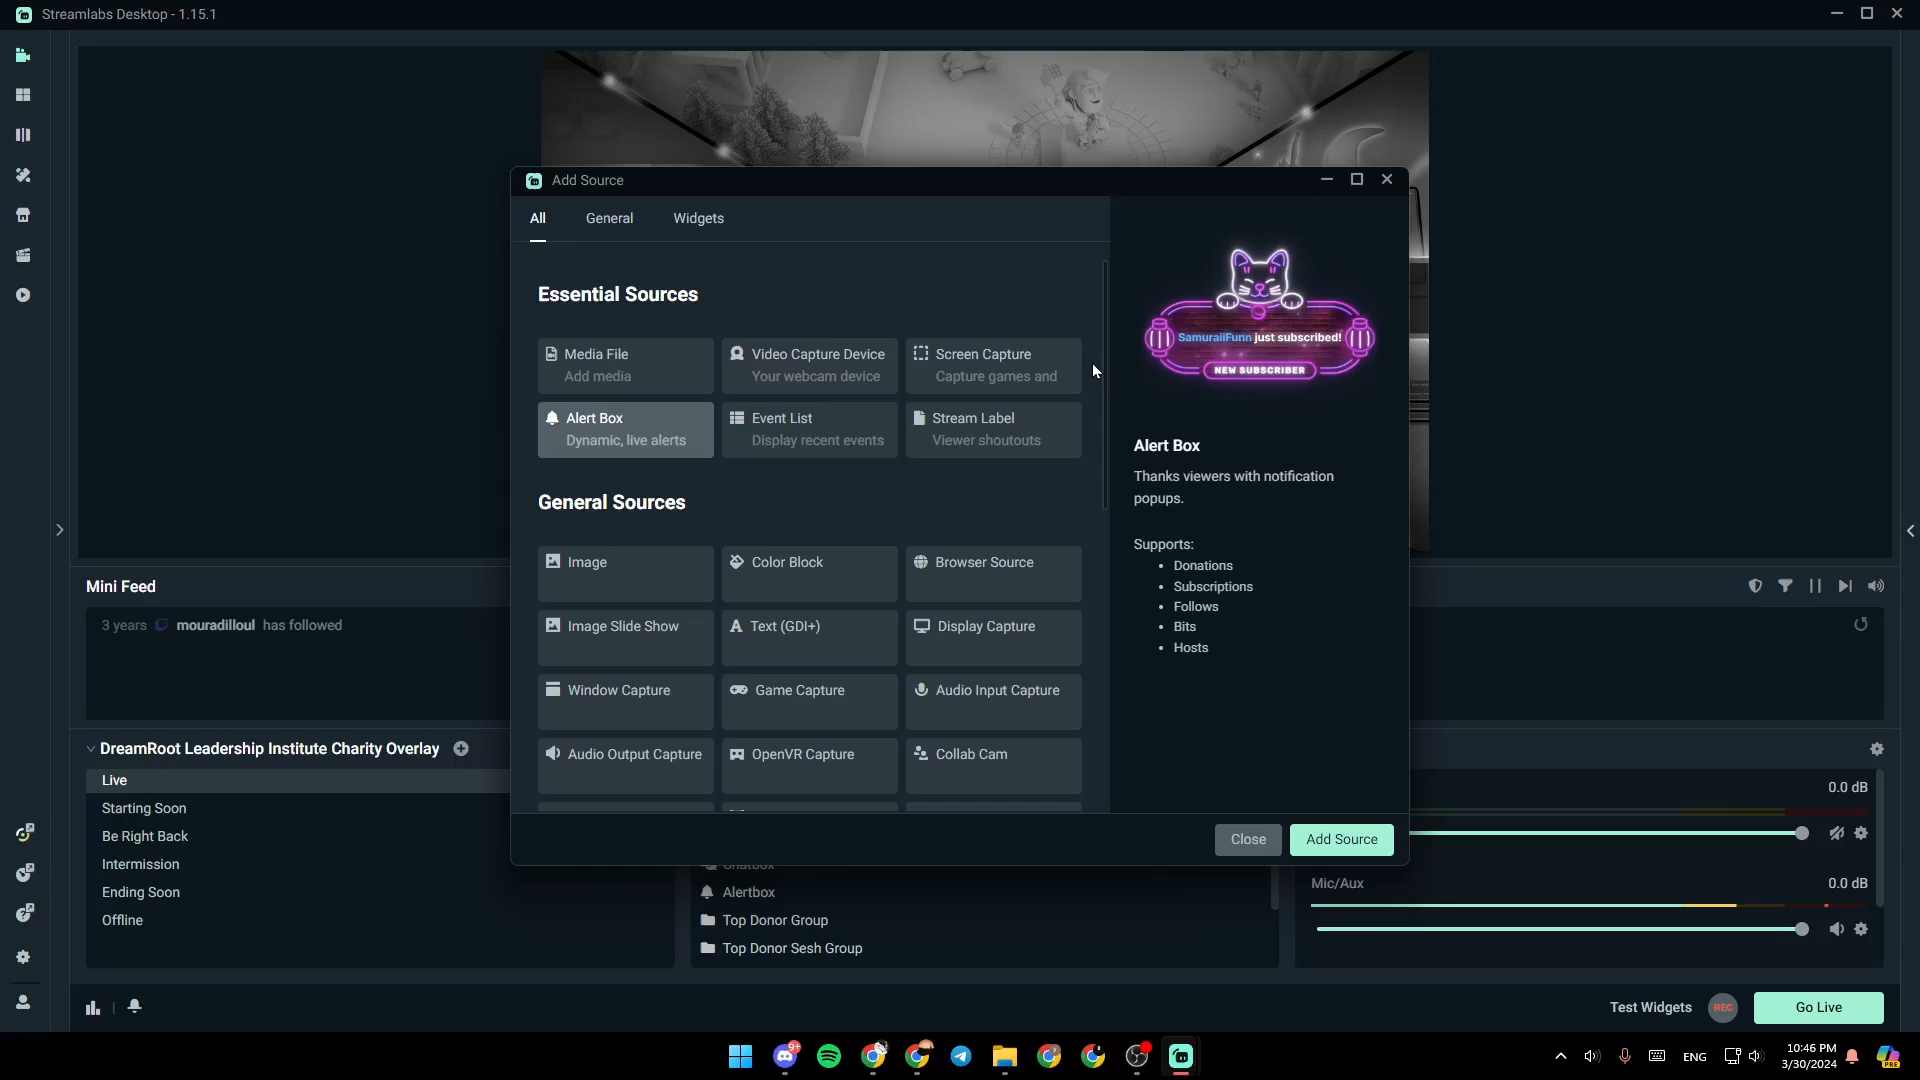 Streamlabs Desktop - 1.15.1
Add Source
All
General
Widgets
Essential Sources
Media File
Add media
Video Capture Device
Your webcam device
Screen Capture
Capture games and
Alert Box
Dynamic, live alerts
Event List
Display recent events
Stream Label
Viewer shoutouts
General Sources
Image
Color Block
Browser Source
Image Slide Show
Text (GDI+)
Display Capture
Window Capture
Game Capture
Audio Input Capture
Audio Output Capture
OpenVR Capture
Collab Cam
SamuraiiFunn just subscribed!
NEW SUBSCRIBER
Alert Box
Thanks viewers with notification
popups.
Supports:
• Donations
• Subscriptions
• Follows
• Bits
• Hosts
Close
Add Source
Mini Feed
3 years mouradilloul has followed
DreamRoot Leadership Institute Charity Overlay
Live
Starting Soon
Be Right Back
Intermission
Ending Soon
Offline
Chatbox
Alertbox
Top Donor Group
Top Donor Sesh Group
0.0 dB
Mic/Aux
0.0 dB
Test Widgets
REC
Go Live
9+
ENG
10:46 PM
3/30/2024
PRE